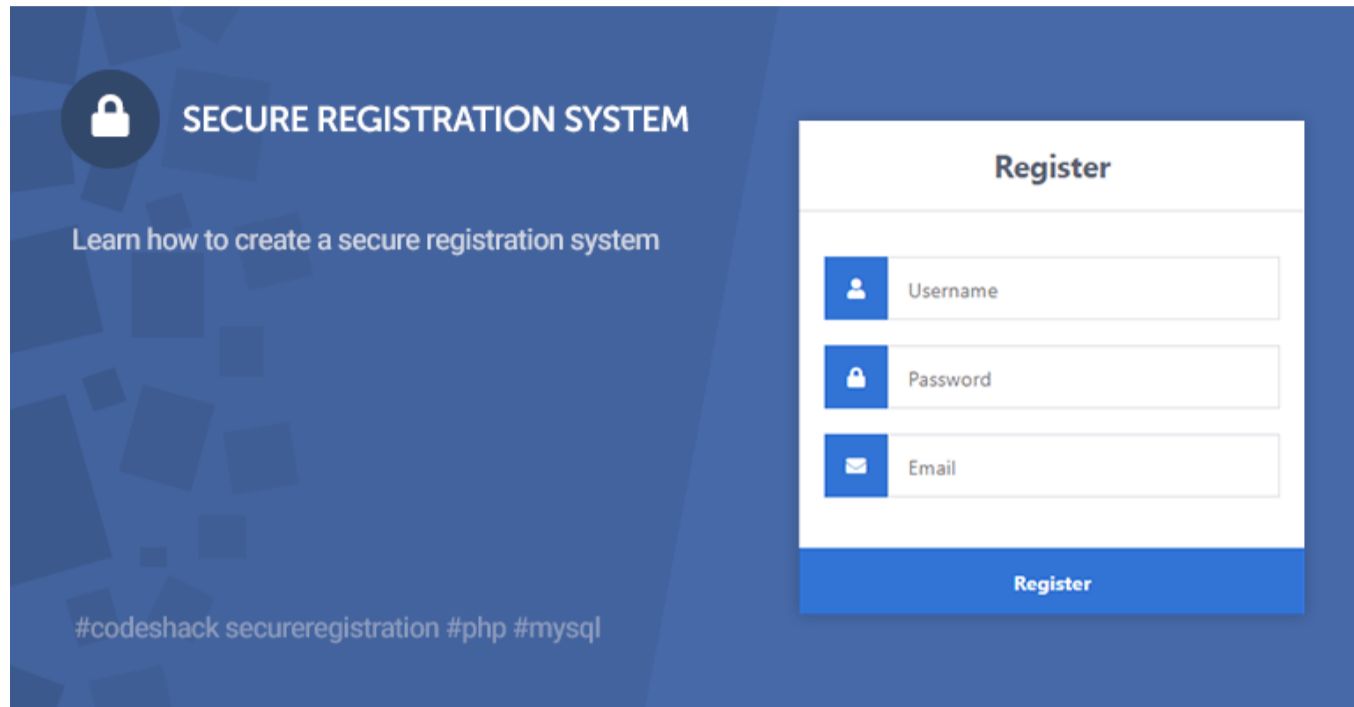 SECURE REGISTRATION SYSTEM
Learn how to create a secure registration system
#codeshack secureregistration #php #mysql
Register
Username
Password
Email
Register